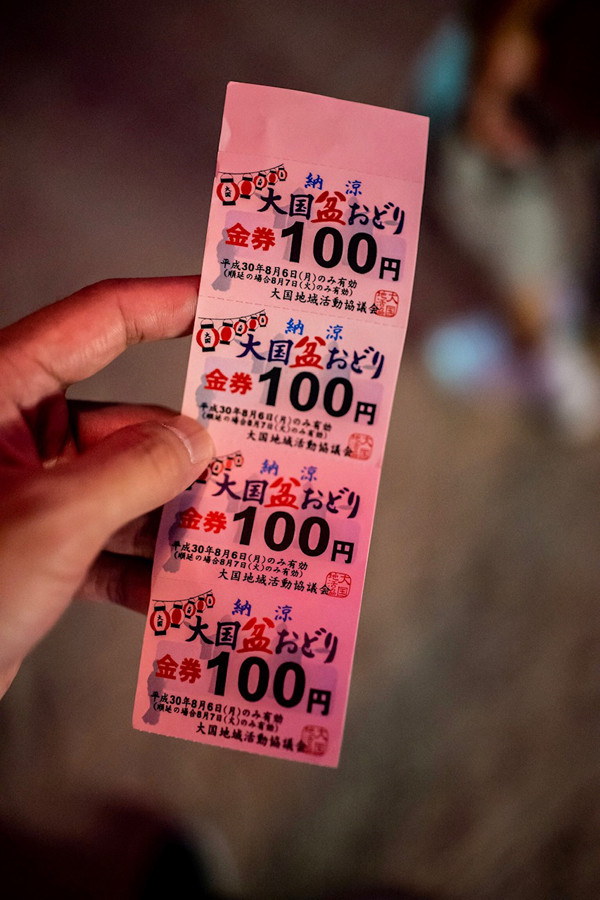 納涼
大国盆おどり
金券100円
平成30年8月6日(月)のみ有効
(順延の場合8月7日(火)のみ有効)
大国地域活動協議会
納涼
大国盆おどり
金券100円
平成30年8月6日(月)のみ有効
(順延の場合8月7日(火)のみ有効)
大国地域活動協議会
納涼
大国盆おどり
金券100円
平成30年8月6日(月)のみ有効
(順延の場合8月7日(火)のみ有効)
大国地域活動協議会
納涼
大国盆おどり
金券100円
平成30年8月6日(月)のみ有効
(順延の場合8月7日(火)のみ有効)
大国地域活動協議会